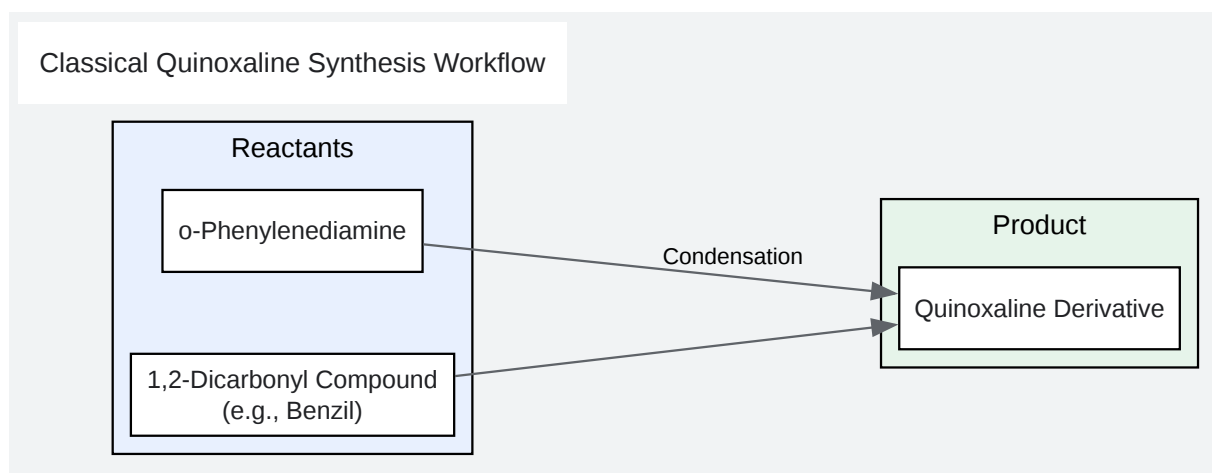 Classical Quinoxaline Synthesis Workflow
Reactants
o-Phenylenediamine
1,2-Dicarbonyl Compound
(e.g., Benzil)
Condensation
Product
Quinoxaline Derivative